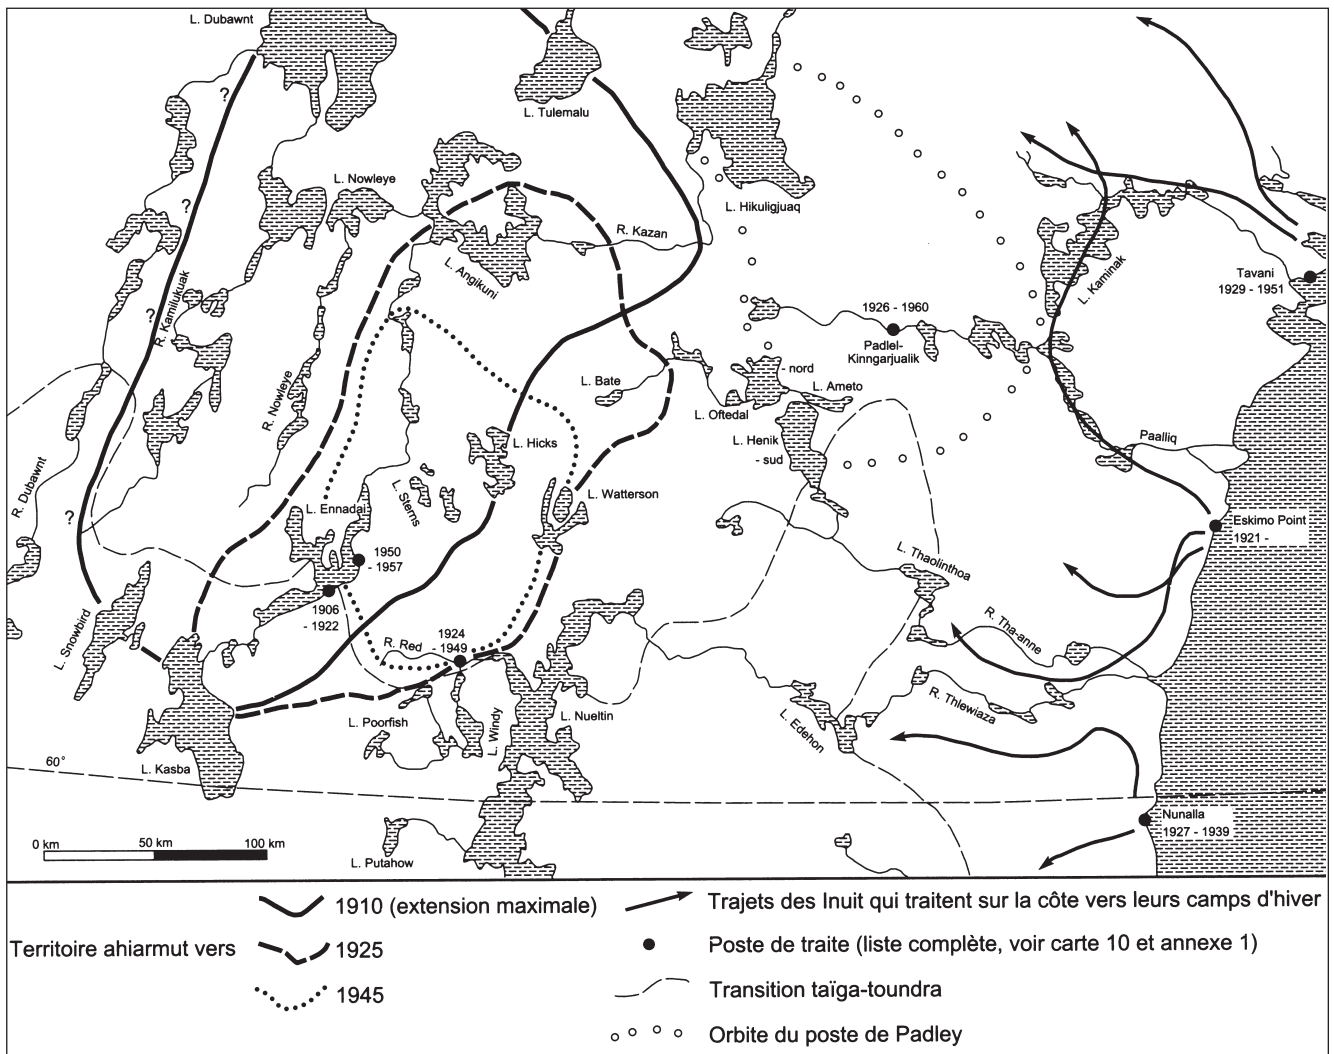 L. Dubawnt
L. Tulemalu
?
L. Nowleye
?
L. Hikuligjuaq
R. Kazan
L. Angikuni
L. Kaminak
Tavani
1929 - 1951
R. Kamilukuak
?
1926 - 1960
Padlei-
Kinngarjualik
- nord
L. Bate
L. Ameto
L. Oftedal
R. Nowleye
L. Hicks
L. Henik
- sud
Paalliq
R. Dubawnt
L. Sterns
L. Watterson
?
L. Ennadai
Eskimo Point
1921 -
1950
- 1957
L. Thaolinthoa
1906
- 1922
R. Tha-anne
L. Snowbird
1924
- 1949
R. Red
R. Thlewiaza
L. Poorfish
L. Windy
L. Nueltin
L. Edehon
60°
L. Kasba
Nunalla
1927 - 1939
0 km 50 km 100 km
L. Putahow
1910 (extension maximale)
Trajets des Inuit qui traitent sur la côte vers leurs camps d'hiver
Territoire ahiarmut vers
1925
Poste de traite (liste complète, voir carte 10 et annexe 1)
1945
Transition taïga-toundra
Orbite du poste de Padley